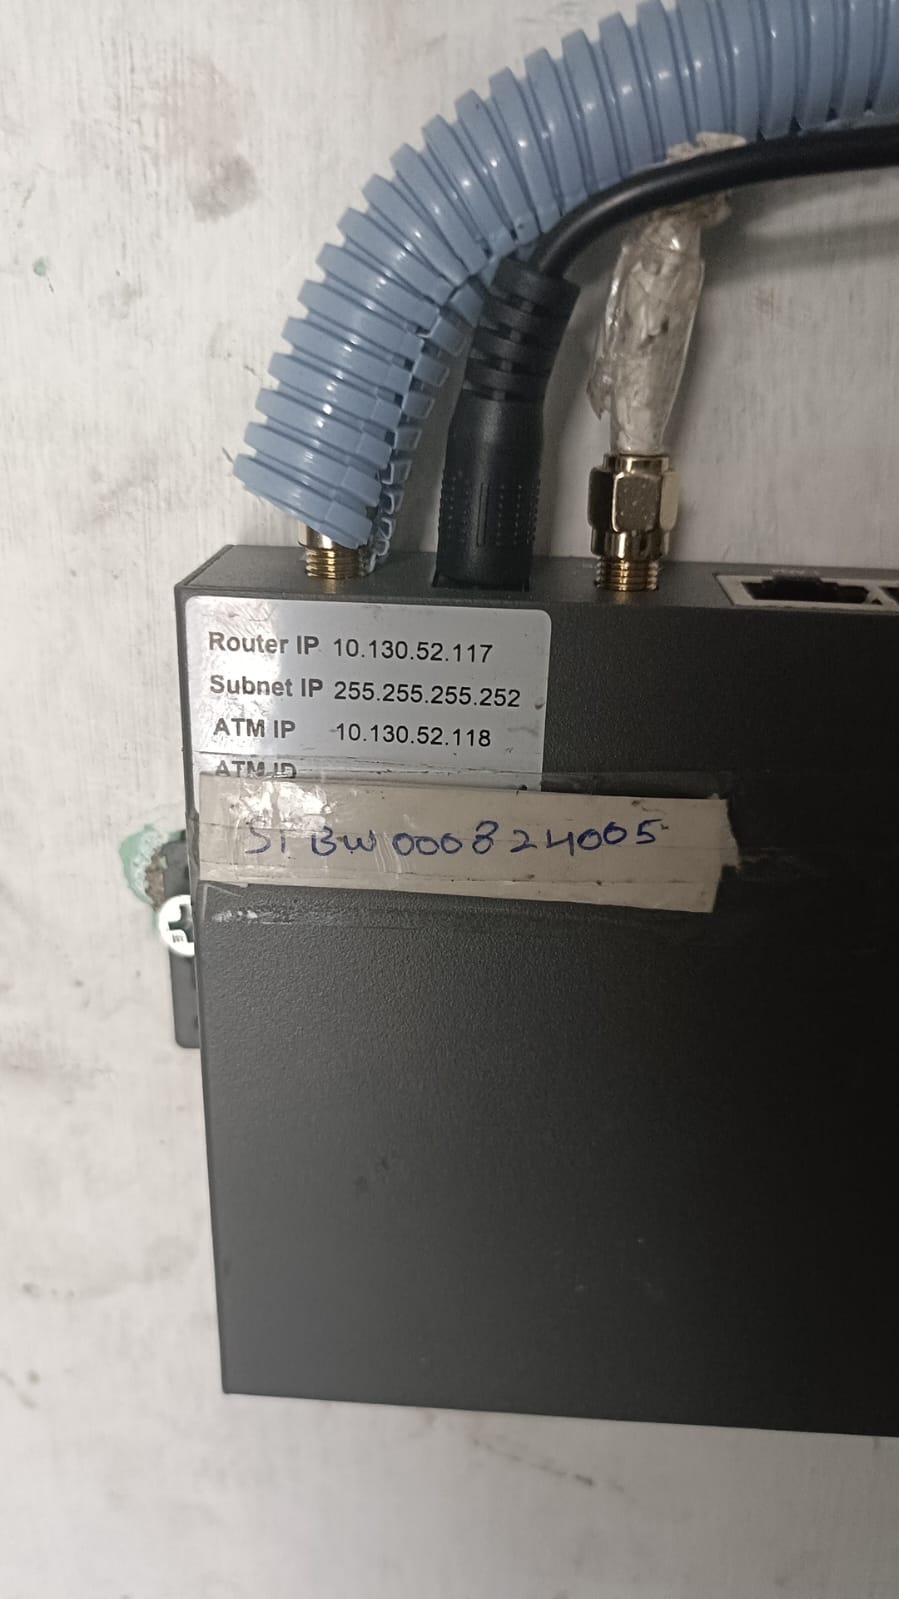 Router IP 10.130.52.117
Subnet IP 255.255.255.252
ATM IP 10.130.52.118
ATM ID
S1BW000824005